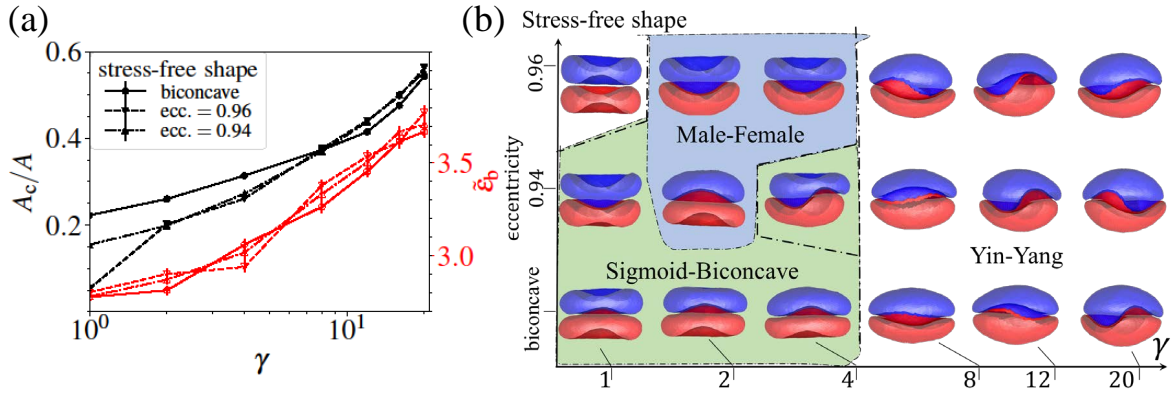 (a)
0.6
0.4
0.2
A_c/A
stress-free shape
biconcave
ecc. = 0.96
ecc. = 0.94
3.5
3.0
ε̃_b
10^0
10^1
γ
(b)
Stress-free shape
0.96
0.94
biconcave
eccentricity
Male-Female
Sigmoid-Biconcave
Yin-Yang
γ
1
2
4
8
12
20